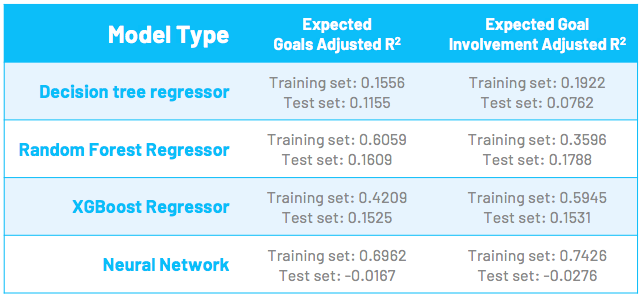 Model Type
Expected
Goals Adjusted R²
Expected Goal
Involvement Adjusted R²
Decision tree regressor
Training set: 0.1556
Test set: 0.1155
Training set: 0.1922
Test set: 0.0762
Random Forest Regressor
Training set: 0.6059
Test set: 0.1609
Training set: 0.3596
Test set: 0.1788
XGBoost Regressor
Training set: 0.4209
Test set: 0.1525
Training set: 0.5945
Test set: 0.1531
Neural Network
Training set: 0.6962
Test set: -0.0167
Training set: 0.7426
Test set: -0.0276